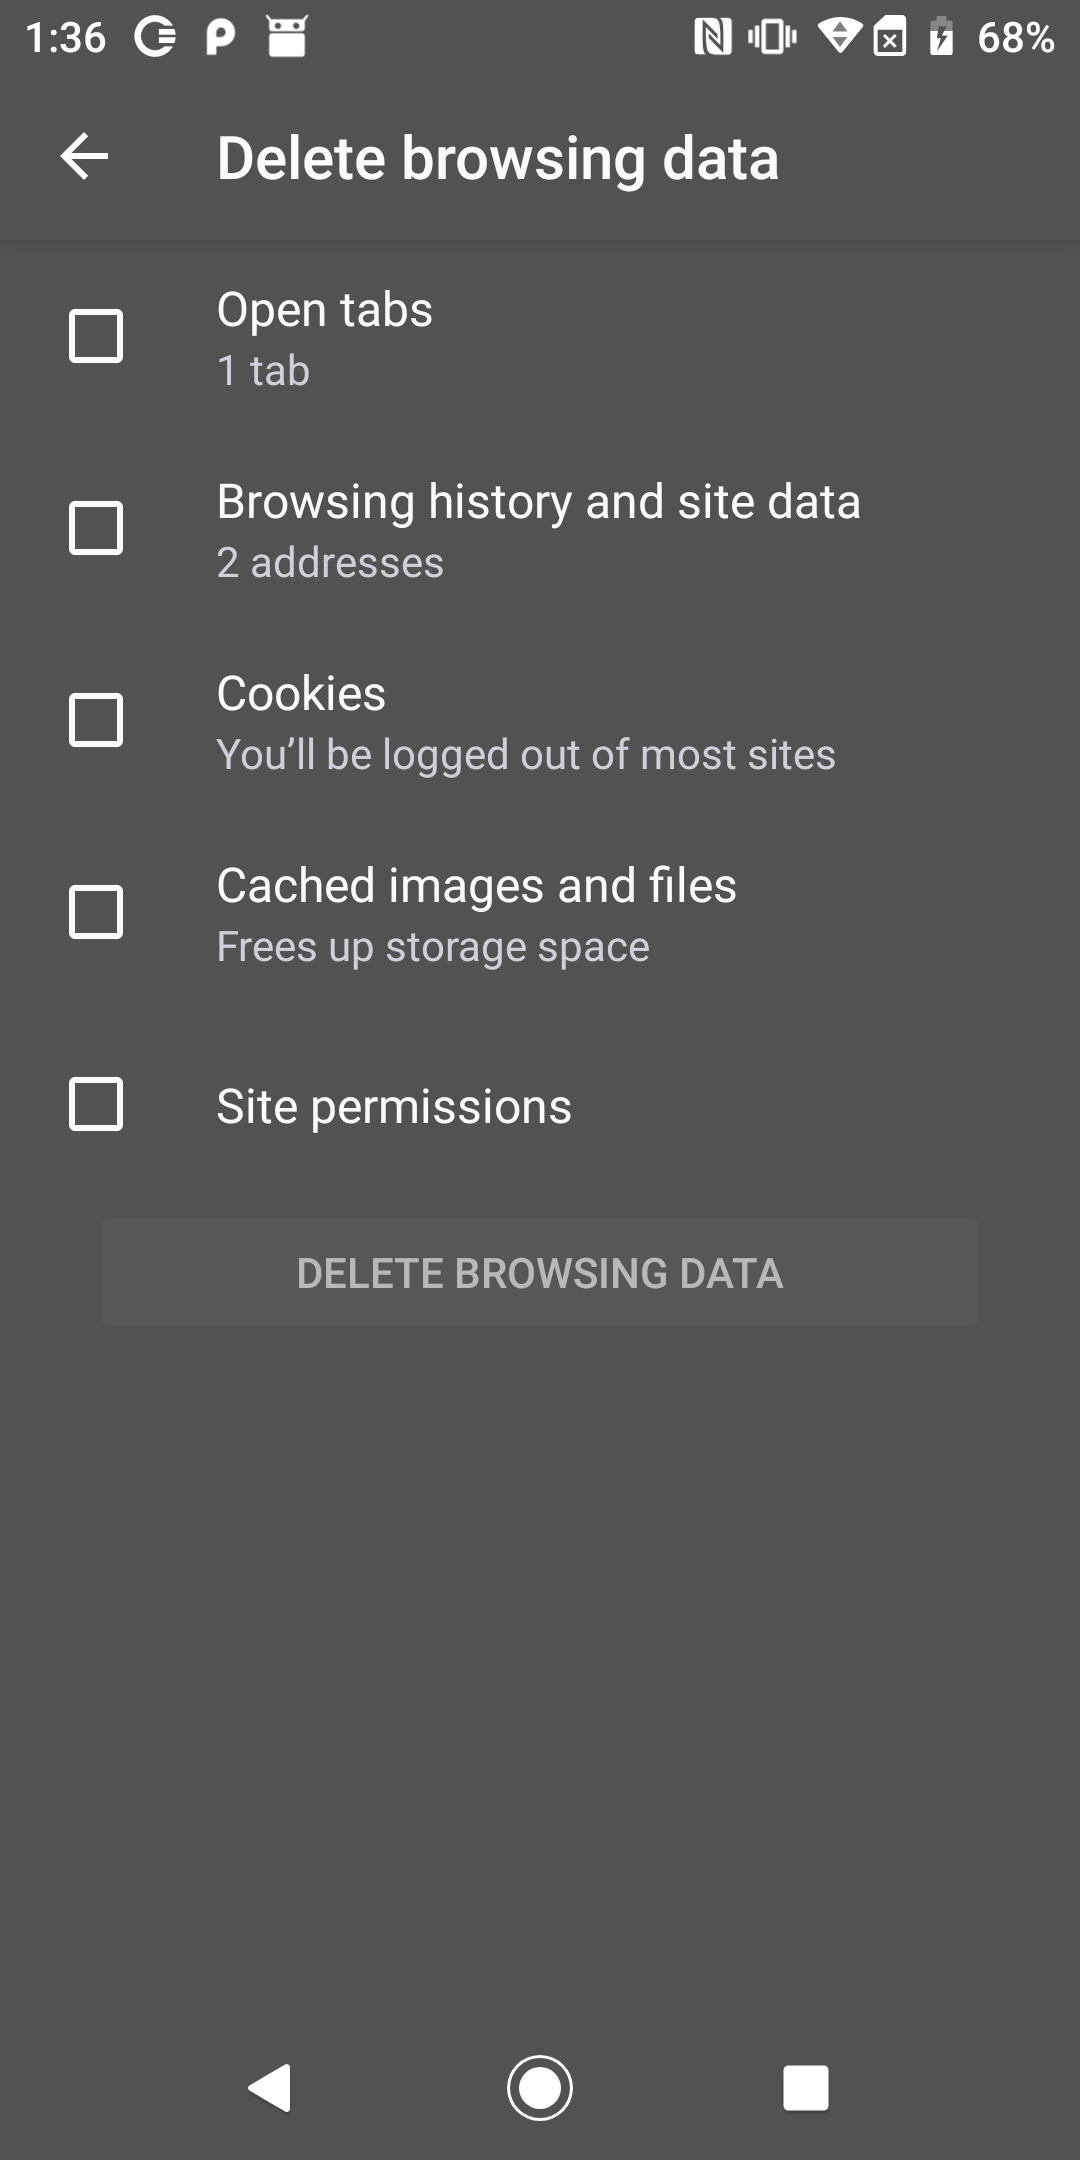 1:36
68%
Delete browsing data
Open tabs
1 tab
Browsing history and site data
2 addresses
Cookies
You’ll be logged out of most sites
Cached images and files
Frees up storage space
Site permissions
DELETE BROWSING DATA